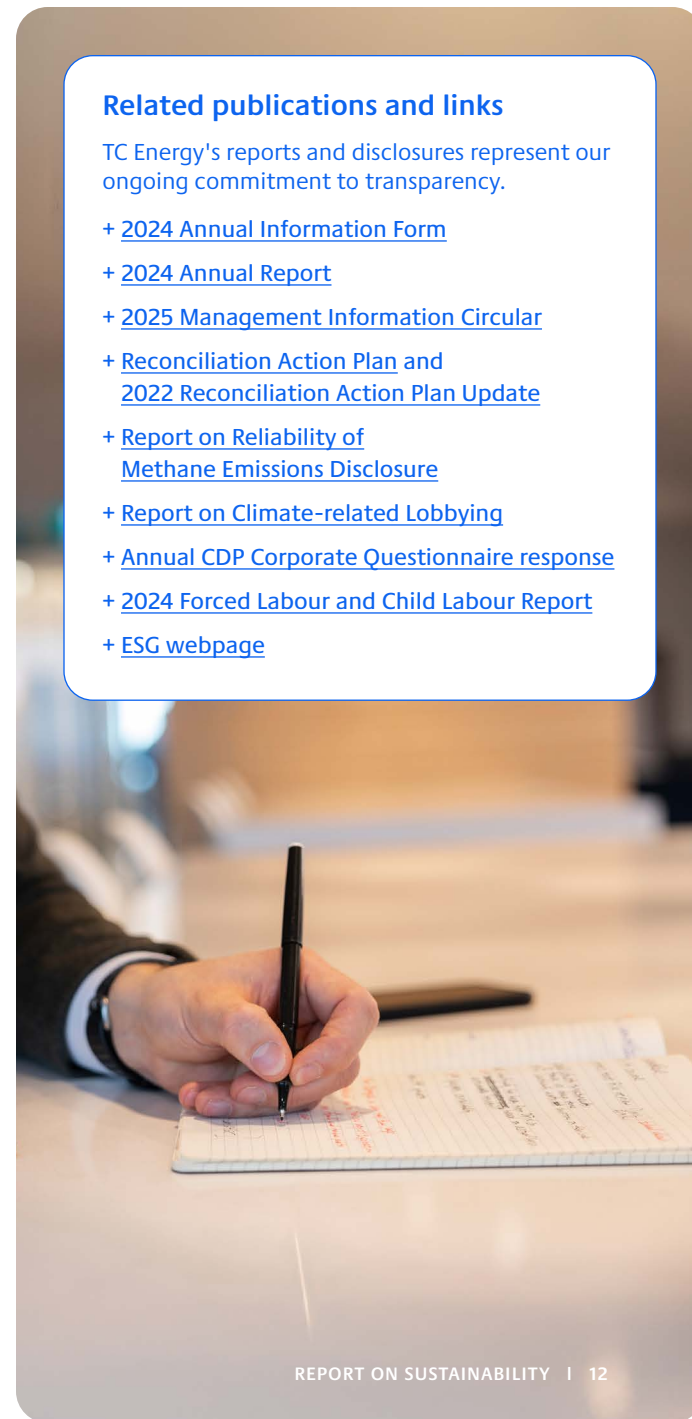 Related publications and links
TC Energy's reports and disclosures represent our
ongoing commitment to transparency.
+ 2024 Annual Information Form
+ 2024 Annual Report
+ 2025 Management Information Circular
+ Reconciliation Action Plan and
2022 Reconciliation Action Plan Update
+ Report on Reliability of
Methane Emissions Disclosure
+ Report on Climate-related Lobbying
+ Annual CDP Corporate Questionnaire response
+ 2024 Forced Labour and Child Labour Report
+ ESG webpage
REPORT ON SUSTAINABILITY | 12